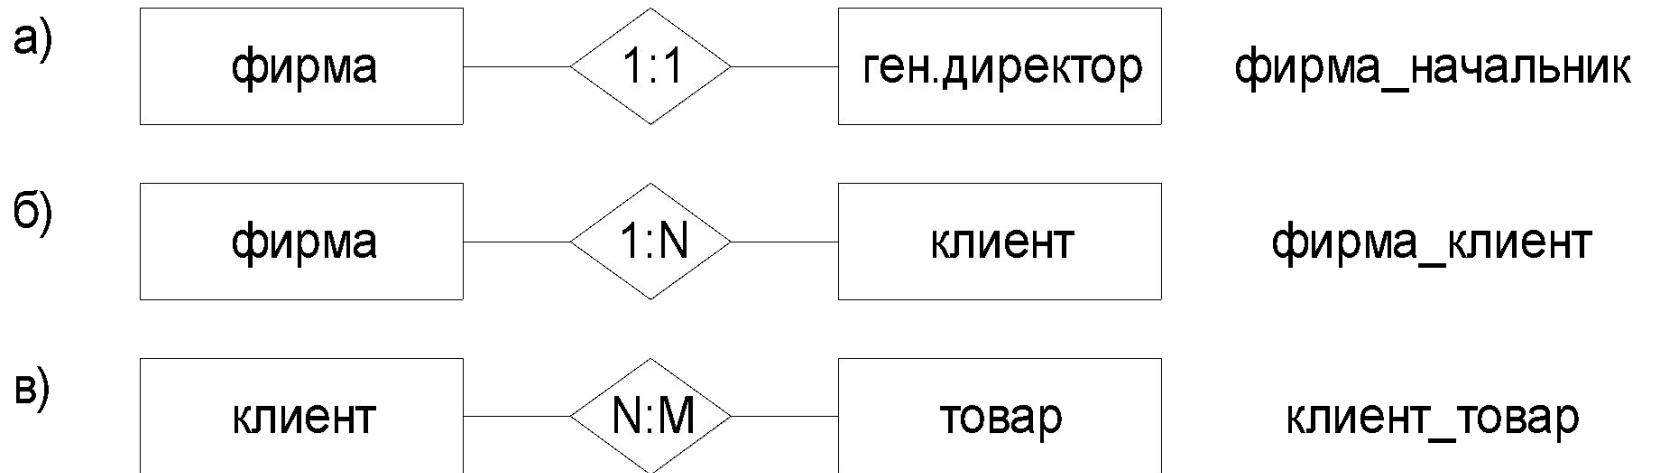 а) фирма 1:1 ген.директор фирма_начальник
б) фирма 1:N клиент фирма_клиент
в) клиент N:M товар клиент_товар